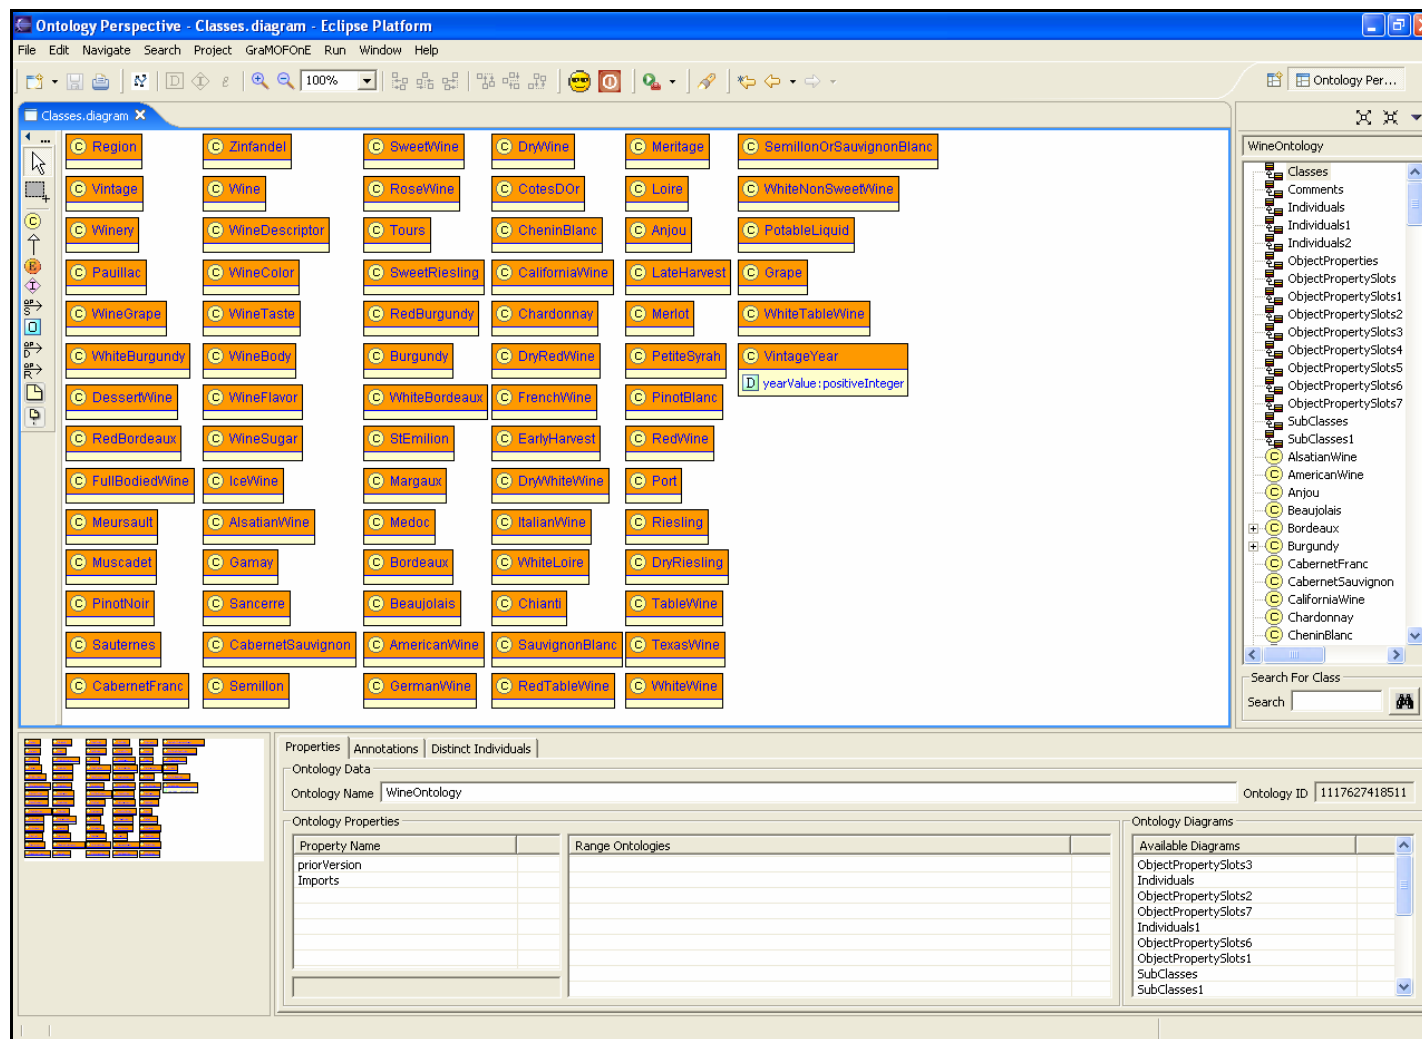 Ontology Perspective - Classes.diagram - Eclipse Platform
File Edit Navigate Search Project GraMOFOnE Run Window Help
100%
Ontology Per...
Classes.diagram
Region Zinfandel SweetWine DryWine Meritage SemillonOrSauvignonBlanc
Vintage Wine RoseWine CotesDOr Loire WhiteNonSweetWine
Winery WineDescriptor Tours CheninBlanc Anjou PotableLiquid
Pauillac WineColor SweetRiesling CaliforniaWine LateHarvest Grape
WineGrape WineTaste RedBurgundy Chardonnay Merlot WhiteTableWine
WhiteBurgundy WineBody Burgundy DryRedWine PetiteSyrah VintageYear
D yearValue:positiveInteger
DessertWine WineFlavor WhiteBordeaux FrenchWine PinotBlanc
RedBordeaux WineSugar StEmilion EarlyHarvest RedWine
FullBodiedWine IceWine Margaux DryWhiteWine Port
Meursault AlsatianWine Medoc ItalianWine Riesling
Muscadet Gamay Bordeaux WhiteLoire DryRiesling
PinotNoir Sancerre Beaujolais Chianti TableWine
Sauternes CabernetSauvignon AmericanWine SauvignonBlanc TexasWine
CabernetFranc Semillon GermanWine RedTableWine WhiteWine
WineOntology
Classes
Comments
Individuals
Individuals1
Individuals2
ObjectProperties
ObjectPropertySlots
ObjectPropertySlots1
ObjectPropertySlots2
ObjectPropertySlots3
ObjectPropertySlots4
ObjectPropertySlots5
ObjectPropertySlots6
ObjectPropertySlots7
SubClasses
SubClasses1
AlsatianWine
AmericanWine
Anjou
Beaujolais
Bordeaux
Burgundy
CabernetFranc
CabernetSauvignon
CaliforniaWine
Chardonnay
CheninBlanc
Search For Class
Search
Properties Annotations Distinct Individuals
Ontology Data
Ontology Name WineOntology Ontology ID 1117627418511
Ontology Properties
Property Name Range Ontologies
priorVersion
Imports
Ontology Diagrams
Available Diagrams
ObjectPropertySlots3
Individuals
ObjectPropertySlots2
ObjectPropertySlots7
Individuals1
ObjectPropertySlots6
ObjectPropertySlots1
SubClasses
SubClasses1